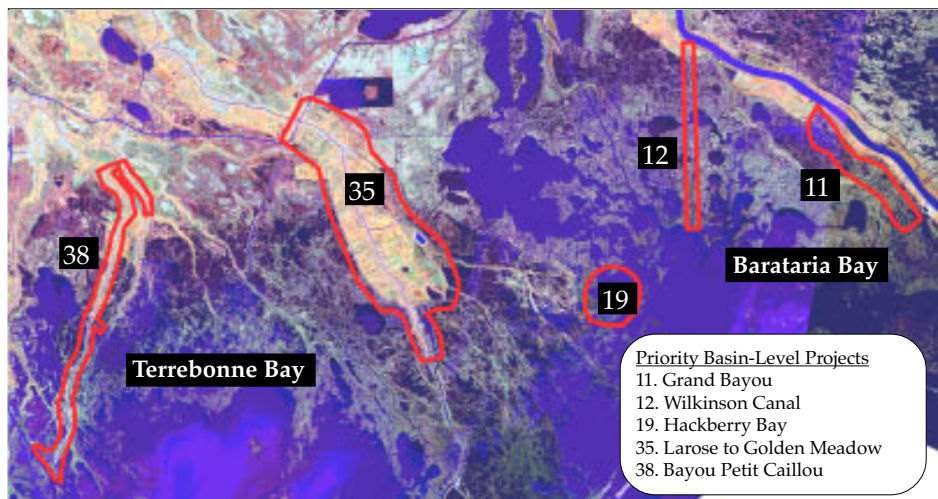 12
11
35
38
Barataria Bay
19
Terrebonne Bay
Priority Basin-Level Projects
11. Grand Bayou
12. Wilkinson Canal
19. Hackberry Bay
35. Larose to Golden Meadow
38. Bayou Petit Caillou